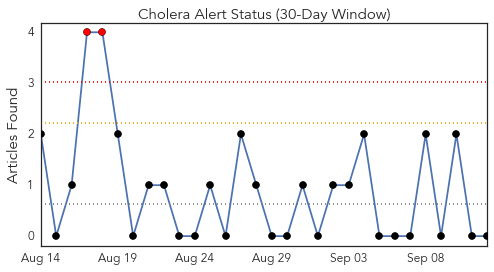 Cholera Alert Status (30-Day Window)
Articles Found
4
3
2
1
0
Aug 14 Aug 19 Aug 24 Aug 29 Sep 03 Sep 08